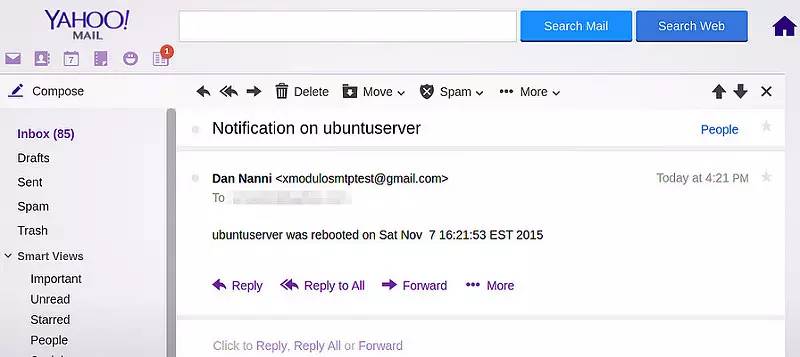 YAHOO!
MAIL
Search Mail
Search Web
7
1
Compose
Delete
Move
Spam
More
Inbox (85)
Drafts
Sent
Spam
Trash
Smart Views
Important
Unread
Starred
People
Notification on ubuntuserver
People
Dan Nanni <xmodulosmtptest@gmail.com>
Today at 4:21 PM
To
ubuntuserver was rebooted on Sat Nov  7 16:21:53 EST 2015
Reply
Reply to All
Forward
More
Click to Reply, Reply All or Forward